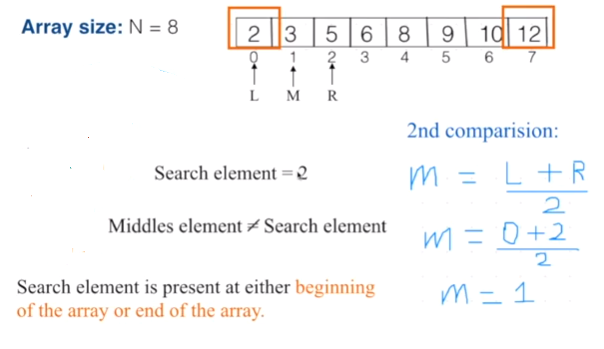 Array size: N = 8
2 3 5 6 8 9 10 12
0 1 2 3 4 5 6 7
L M R
2nd comparision:
Search element = 2
m = L + R
2
Middles element ≠ Search element
m = 0+2
2
Search element is present at either beginning
of the array or end of the array.
m = 1